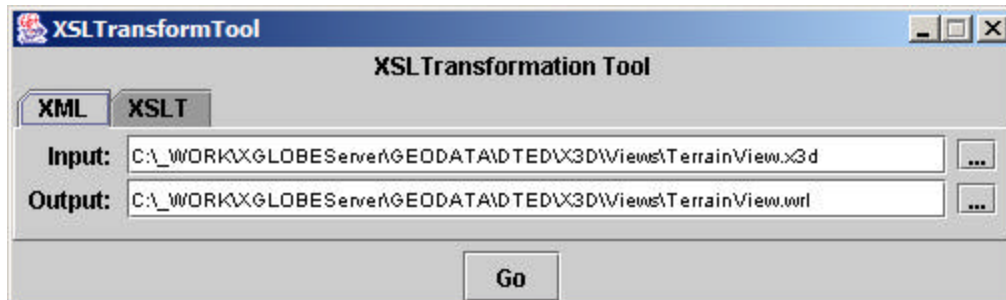 XSLTransformTool
XSLTransformation Tool
XML XSLT
Input: C:\_WORK\XGLOBEServer\GEODATA\DTED\X3D\Views\TerrainView.x3d ...
Output: C:\_WORK\XGLOBEServer\GEODATA\DTED\X3D\Views\TerrainView.wrl ...
Go